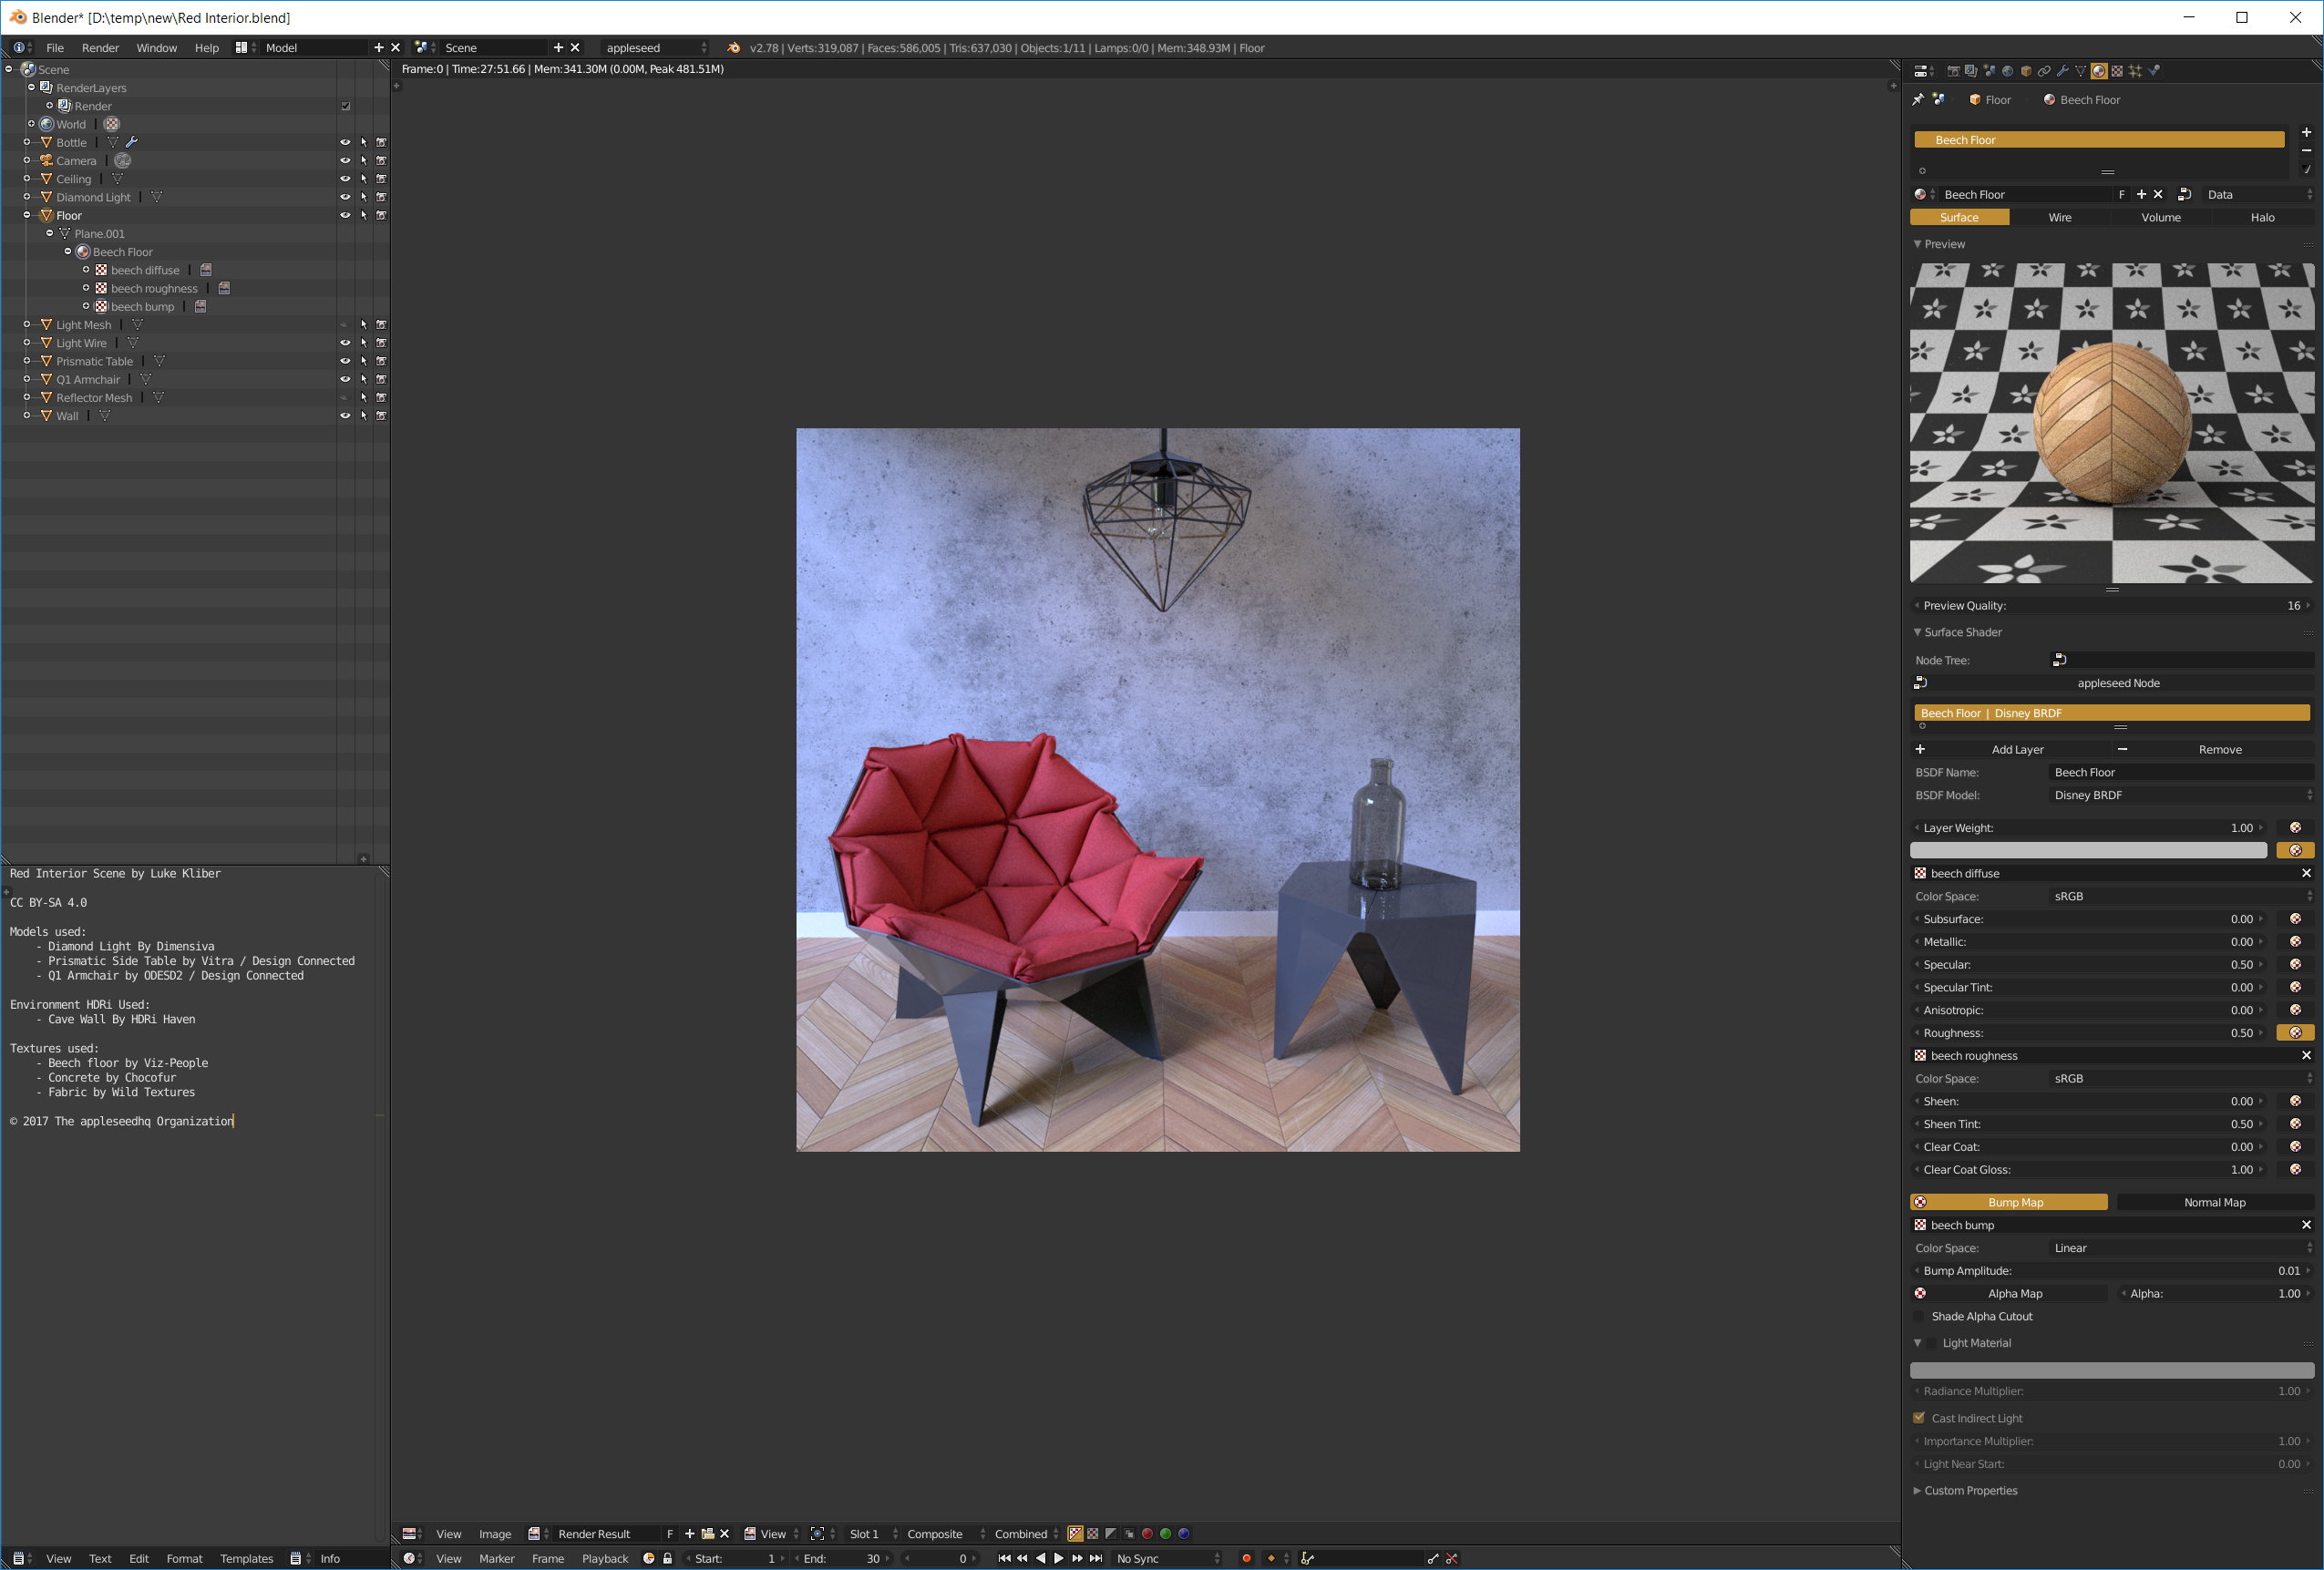 Blender* [D:\temp\new\Red Interior.blend]
File Render Window Help Model Scene appleseed v2.78 | Verts:319,087 | Faces:586,005 | Tris:637,030 | Objects:1/11 | Lamps:0/0 | Mem:348.93M | Floor
Scene
RenderLayers
Render
World
Bottle
Camera
Ceiling
Diamond Light
Floor
Plane.001
Beech Floor
beech diffuse
beech roughness
beech bump
Light Mesh
Light Wire
Prismatic Table
Q1 Armchair
Reflector Mesh
Wall
Red Interior Scene by Luke Kliber
CC BY-SA 4.0
Models used:
- Diamond Light By Dimensiva
- Prismatic Side Table by Vitra / Design Connected
- Q1 Armchair by ODESD2 / Design Connected
Environment HDRi Used:
- Cave Wall By HDRi Haven
Textures used:
- Beech floor by Viz-People
- Concrete by Chocofur
- Fabric by Wild Textures
© 2017 The appleseedhq Organization
View Text Edit Format Templates Info
Frame:0 | Time:27:51.66 | Mem:341.30M (0.00M, Peak 481.51M)
View Image Render Result F View Slot 1 Composite Combined
View Marker Frame Playback Start: 1 End: 30 0 No Sync
Floor Beech Floor
Beech Floor
Beech Floor F Data
Surface Wire Volume Halo
Preview
Preview Quality: 16
Surface Shader
Node Tree:
appleseed Node
Beech Floor | Disney BRDF
Add Layer Remove
BSDF Name: Beech Floor
BSDF Model: Disney BRDF
Layer Weight: 1.00
beech diffuse
Color Space: sRGB
Subsurface: 0.00
Metallic: 0.00
Specular: 0.50
Specular Tint: 0.00
Anisotropic: 0.00
Roughness: 0.50
beech roughness
Color Space: sRGB
Sheen: 0.00
Sheen Tint: 0.50
Clear Coat: 0.00
Clear Coat Gloss: 1.00
Bump Map Normal Map
beech bump
Color Space: Linear
Bump Amplitude: 0.01
Alpha Map Alpha: 1.00
Shade Alpha Cutout
Light Material
Radiance Multiplier: 1.00
Cast Indirect Light
Importance Multiplier: 1.00
Light Near Start: 0.00
Custom Properties